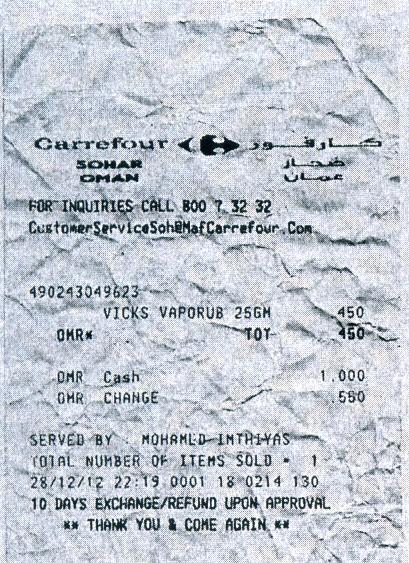 Carrefour كارفور
SOHAR صحار
OMAN عمان
FOR INQUIRIES CALL 800 7 32 32
CustomerServiceSoh@MafCarrefour.Com
490243049623
VICKS VAPORUB 25GM 450
OMR* TOT 450
OMR Cash 1.000
OMR CHANGE .550
SERVED BY : MOHAMED IMTHIYAS
TOTAL NUMBER OF ITEMS SOLD = 1
28/12/12 22:19 0001 18 0214 130
10 DAYS EXCHANGE/REFUND UPON APPROVAL
** THANK YOU & COME AGAIN **